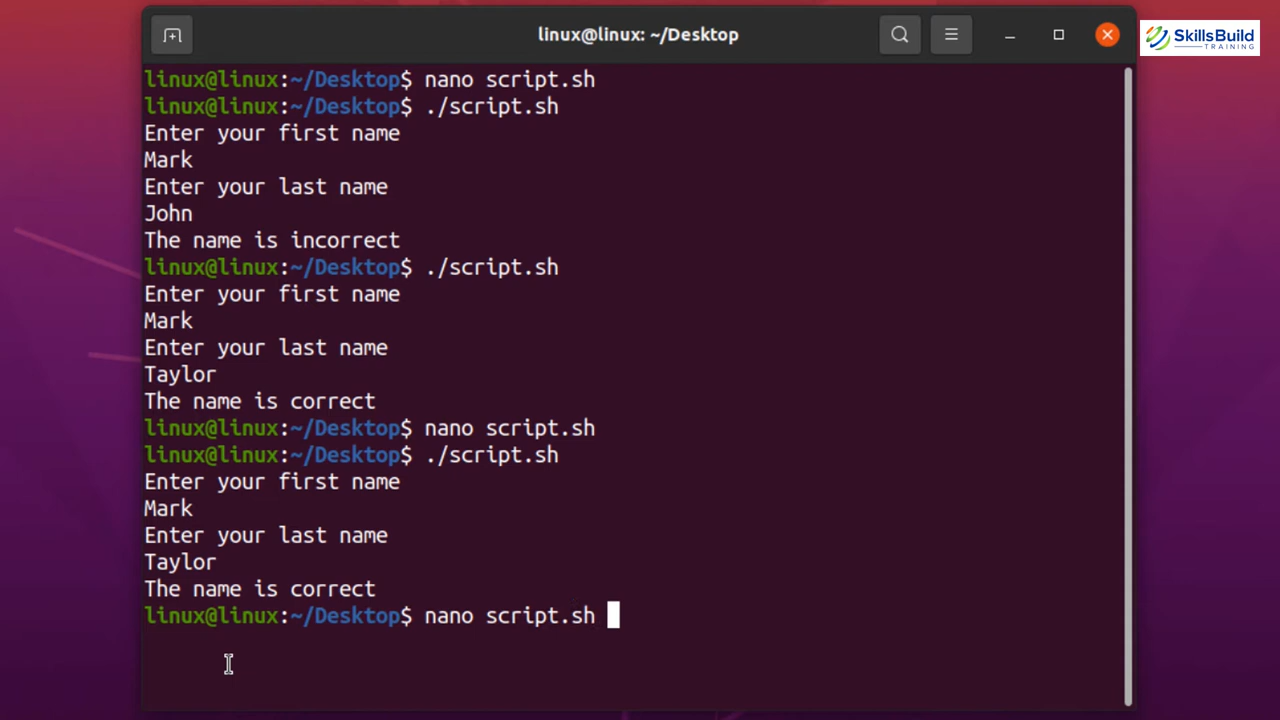 linux@linux: ~/Desktop
SkillsBuild
TRAINING
linux@linux:~/Desktop$ nano script.sh
linux@linux:~/Desktop$ ./script.sh
Enter your first name
Mark
Enter your last name
John
The name is incorrect
linux@linux:~/Desktop$ ./script.sh
Enter your first name
Mark
Enter your last name
Taylor
The name is correct
linux@linux:~/Desktop$ nano script.sh
linux@linux:~/Desktop$ ./script.sh
Enter your first name
Mark
Enter your last name
Taylor
The name is correct
linux@linux:~/Desktop$ nano script.sh